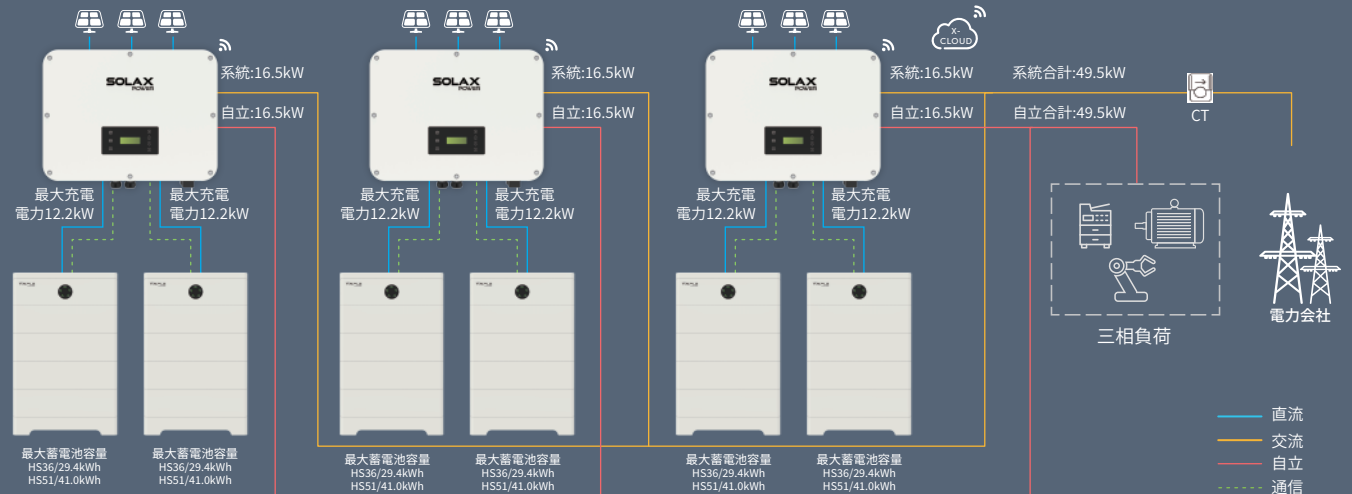 X-
CLOUD
SOLAX
POWER
系統:16.5kW
自立:16.5kW
SOLAX
POWER
系統:16.5kW
自立:16.5kW
SOLAX
POWER
系統:16.5kW
自立:16.5kW
系統合計:49.5kW
自立合計:49.5kW
CT
最大充電
電力12.2kW
最大充電
電力12.2kW
最大充電
電力12.2kW
最大充電
電力12.2kW
最大充電
電力12.2kW
最大充電
電力12.2kW
電力会社
三相負荷
最大蓄電池容量
HS36/29.4kWh
HS51/41.0kWh
最大蓄電池容量
HS36/29.4kWh
HS51/41.0kWh
最大蓄電池容量
HS36/29.4kWh
HS51/41.0kWh
最大蓄電池容量
HS36/29.4kWh
HS51/41.0kWh
最大蓄電池容量
HS36/29.4kWh
HS51/41.0kWh
最大蓄電池容量
HS36/29.4kWh
HS51/41.0kWh
直流
交流
自立
通信